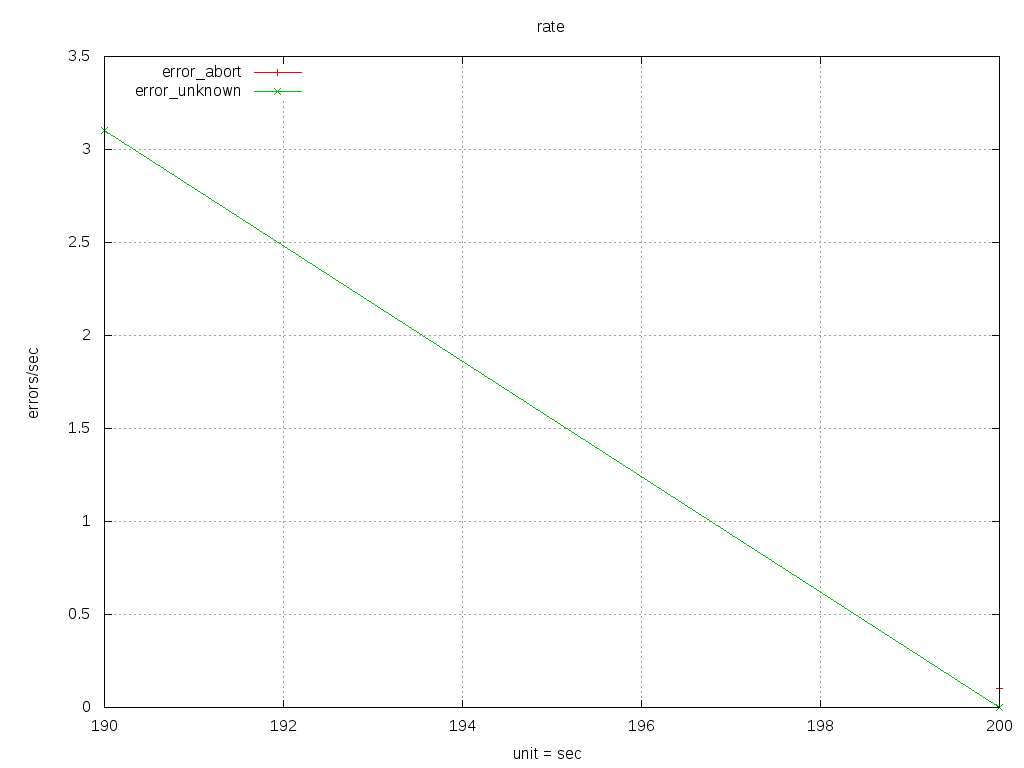 rate
error_abort
error_unknown
3.5
3
2.5
2
1.5
1
0.5
0
errors/sec
190 192 194 196 198 200
unit = sec